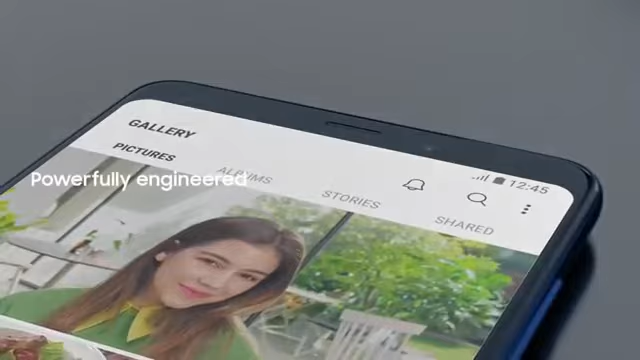 GALLERY
12:45
PICTURES
ALBUMS
STORIES
SHARED
Powerfully engineered